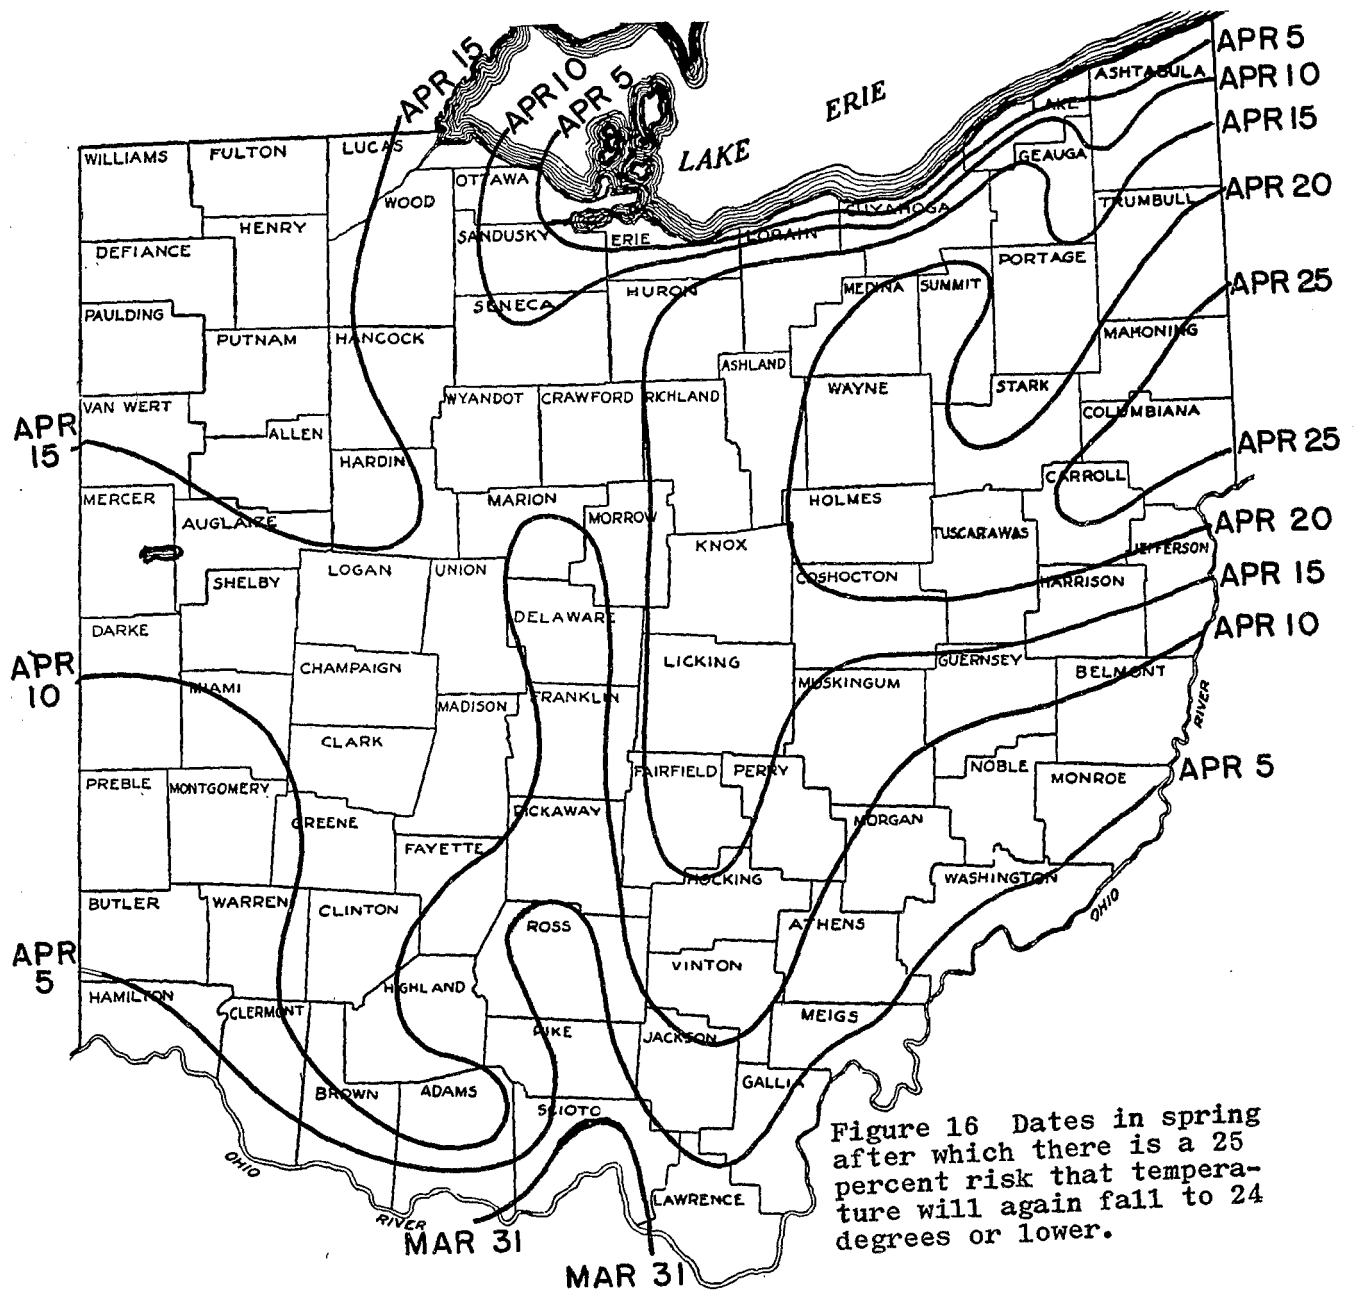 APR 15
APR 10
APR 5
ERIE
LAKE
APR 5
APR 10
APR 15
APR 20
APR 25
APR 25
APR 20
APR 15
APR 10
APR 5
RIVER
OHIO
APR
15
APR
10
APR
5
WILLIAMS
FULTON
LUCAS
OTTAWA
WOOD
HENRY
SANDUSKY
ERIE
LORAIN
CUYAHOGA
LAKE
ASHTABULA
GEAUGA
TRUMBULL
DEFIANCE
PAULDING
PUTNAM
HANCOCK
SENECA
HURON
MEDINA
SUMMIT
PORTAGE
MAHONING
VAN WERT
ALLEN
WYANDOT
CRAWFORD
RICHLAND
ASHLAND
WAYNE
STARK
COLUMBIANA
HARDIN
MERCER
AUGLAIZE
MARION
MORROW
KNOX
HOLMES
TUSCARAWAS
CARROLL
JEFFERSON
SHELBY
LOGAN
UNION
DELAWARE
COSHOCTON
HARRISON
DARKE
MIAMI
CHAMPAIGN
MADISON
FRANKLIN
LICKING
MUSKINGUM
GUERNSEY
BELMONT
CLARK
PREBLE
MONTGOMERY
GREENE
FAYETTE
PICKAWAY
FAIRFIELD
PERRY
MORGAN
NOBLE
MONROE
BUTLER
WARREN
CLINTON
ROSS
HOCKING
ATHENS
WASHINGTON
HAMILTON
CLERMONT
HIGHLAND
VINTON
MEIGS
PIKE
JACKSON
GALLIA
BROWN
ADAMS
SCIOTO
LAWRENCE
OHIO
RIVER
MAR 31
MAR 31
Figure 16 Dates in spring
after which there is a 25
percent risk that tempera-
ture will again fall to 24
degrees or lower.